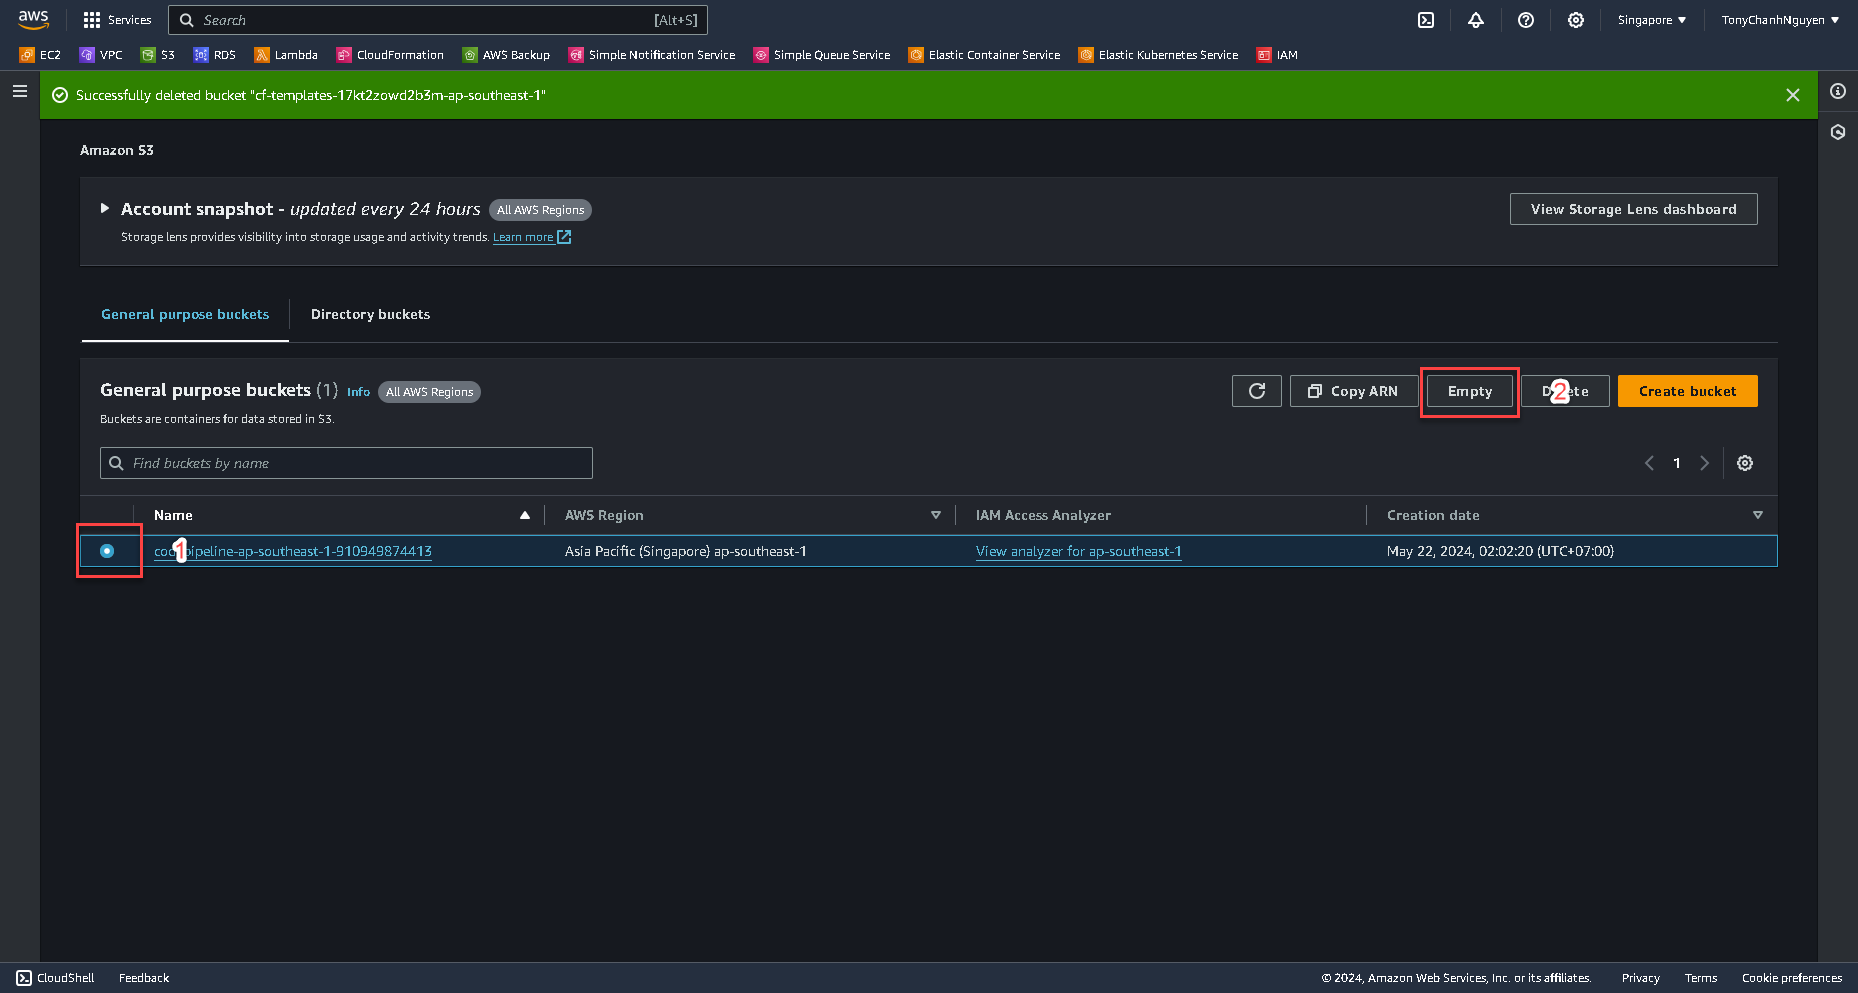 aws
Services
Search
[Alt+S]
Singapore
TonyChanhNguyen
EC2
VPC
S3
RDS
Lambda
CloudFormation
AWS Backup
Simple Notification Service
Simple Queue Service
Elastic Container Service
Elastic Kubernetes Service
IAM
Successfully deleted bucket "cf-templates-17kt2zowd2b3m-ap-southeast-1"
Amazon S3
Account snapshot - updated every 24 hours
All AWS Regions
View Storage Lens dashboard
Storage lens provides visibility into storage usage and activity trends. Learn more
General purpose buckets
Directory buckets
General purpose buckets (1) Info
All AWS Regions
Copy ARN
Empty
2
Create bucket
Buckets are containers for data stored in S3.
Find buckets by name
1
Name
AWS Region
IAM Access Analyzer
Creation date
1
pipeline-ap-southeast-1-910949874413
Asia Pacific (Singapore) ap-southeast-1
View analyzer for ap-southeast-1
May 22, 2024, 02:02:20 (UTC+07:00)
CloudShell
Feedback
© 2024, Amazon Web Services, Inc. or its affiliates.
Privacy
Terms
Cookie preferences